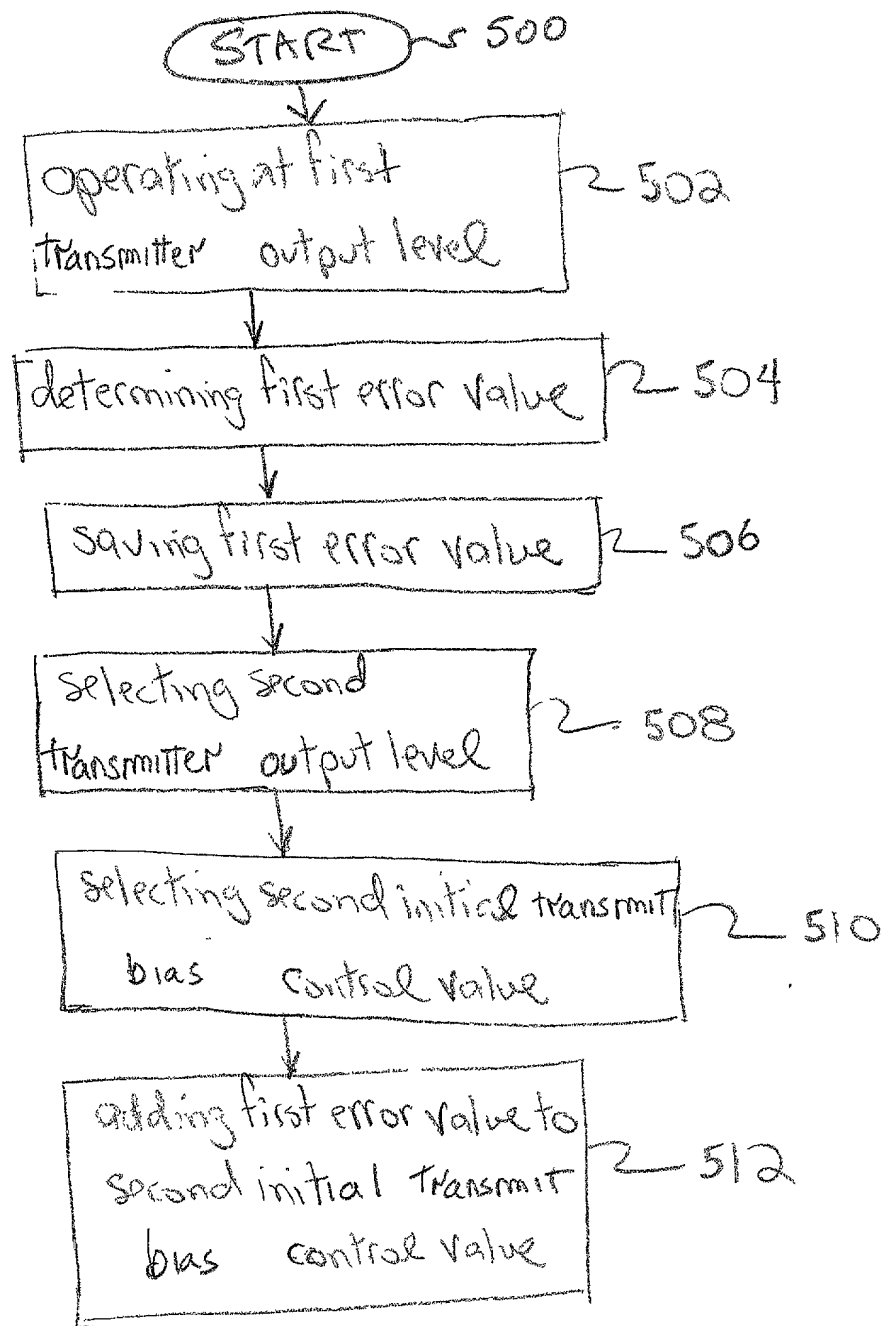 START 500
operating at first
transmitter output level
502
determining first error value 504
saving first error value 506
selecting second
transmitter output level
508
selecting second initial transmit
bias control value
510
adding first error value to
second initial transmit
bias control value
512